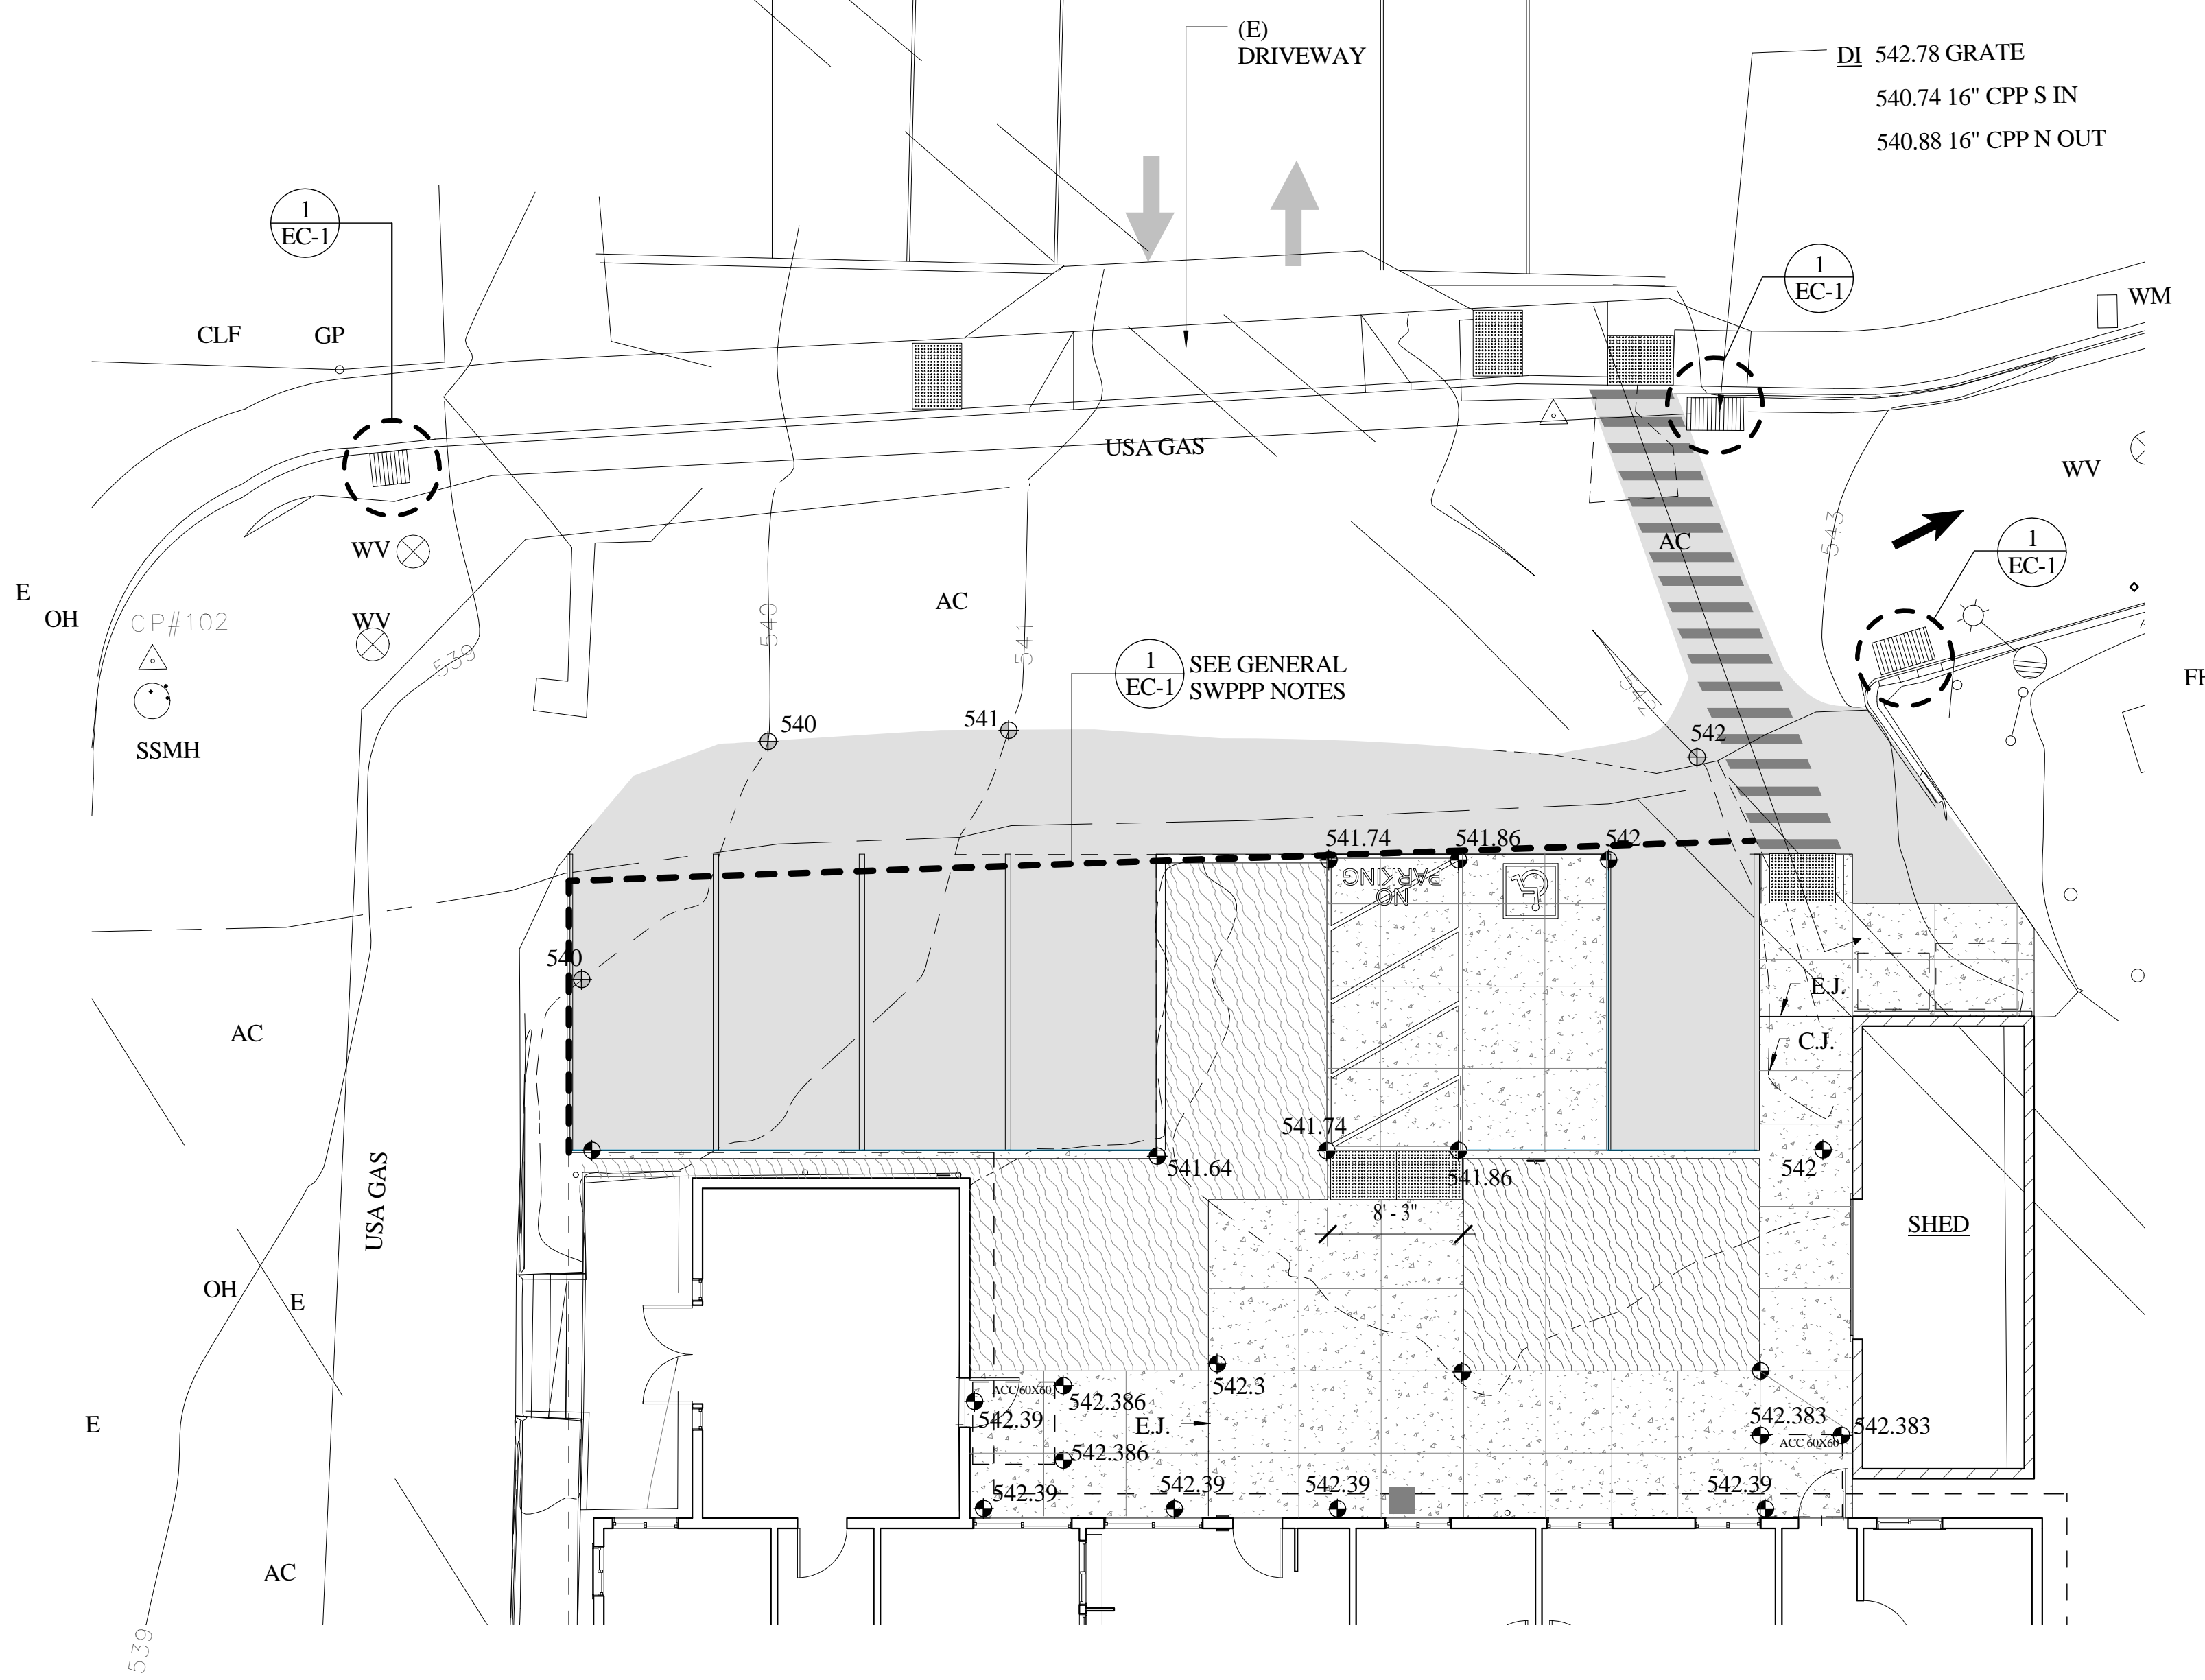 (E)
DRIVEWAY
DI 542.78 GRATE
540.74 16" CPP S IN
540.88 16" CPP N OUT
1
EC-1
1
EC-1
CLF
GP
WM
USA GAS
WV
543
AC
1
EC-1
WV
E
OH
CP#102
WV
539
540
AC
541
1
EC-1
SEE GENERAL
SWPPP NOTES
542
FH
SSMH
540
541
542
541.74
541.86
542
NO
PARKING
540
E.J.
AC
C.J.
541.74
541.64
541.86
542
USA GAS
8' - 3"
SHED
OH
E
E
ACC 60X60
542.386
542.39
542.3
E.J.
542.386
542.383
542.383
ACC 60X60
542.39
542.39
542.39
542.39
AC
539